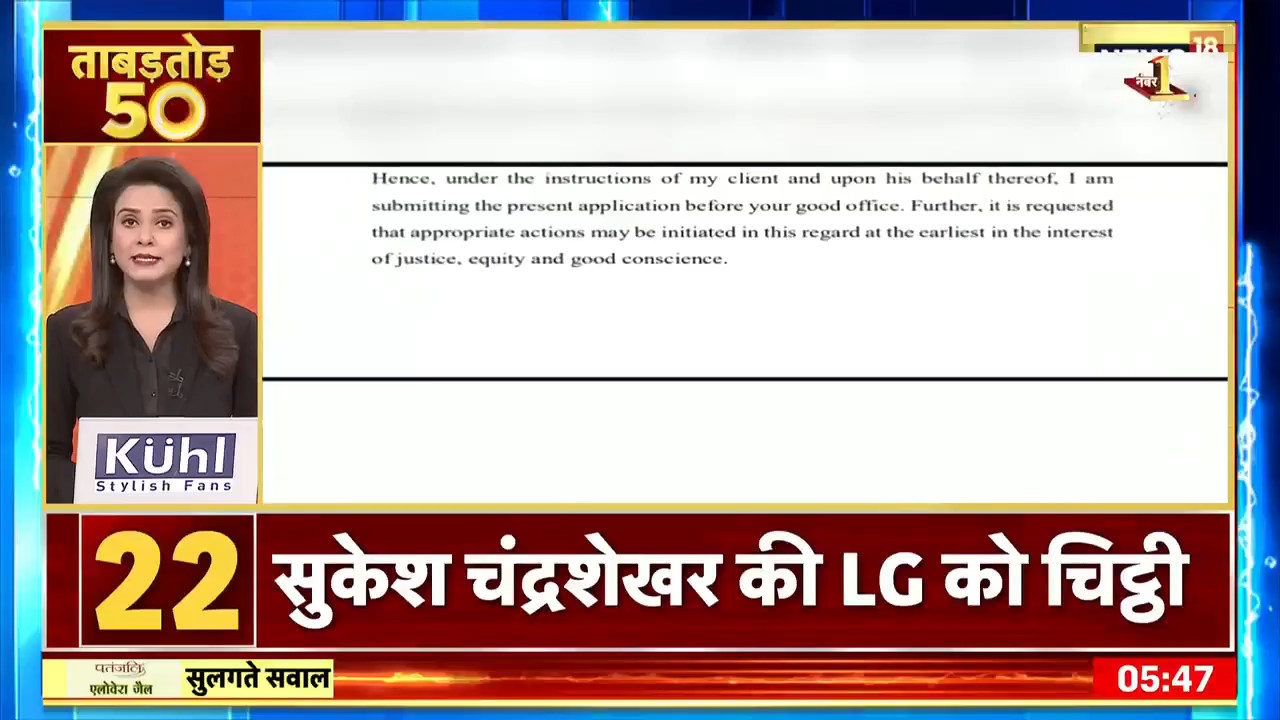 ताबड़तोड़
50
18
नंबर 1
Hence, under the instructions of my client and upon his behalf thereof, I am
submitting the present application before your good office. Further, it is requested
that appropriate actions may be initiated in this regard at the earliest in the interest
of justice, equity and good conscience.
Kühl
Stylish Fans
22 सुकेश चंद्रशेखर की LG को चिट्ठी
पतंजलि
एलोवेरा जैल
सुलगते सवाल
05:47